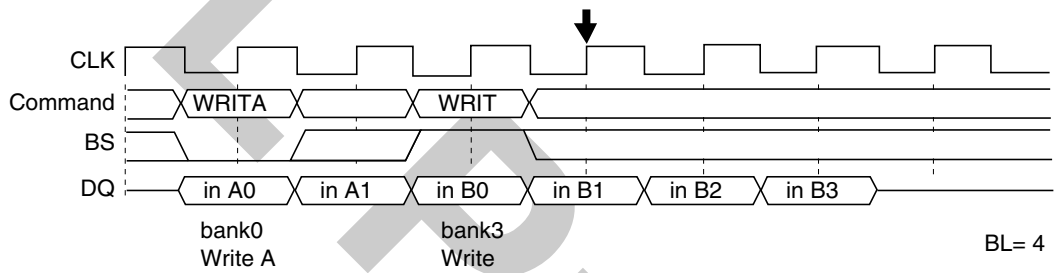 CLK
Command WRITA WRIT
BS
DQ in A0 in A1 in B0 in B1 in B2 in B3
bank0 bank3
Write A Write
BL= 4